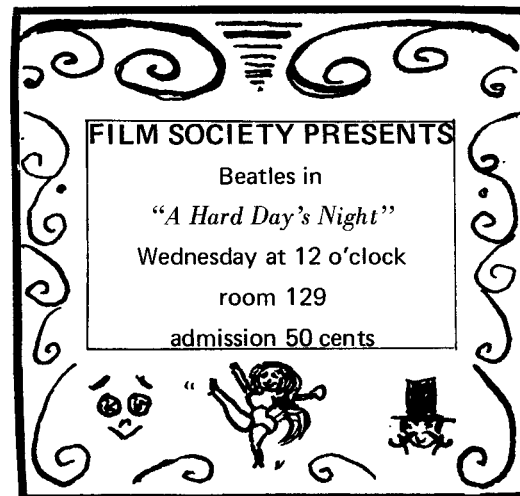 FILM SOCIETY PRESENTS
Beatles in
“A Hard Day’s Night”
Wednesday at 12 o’clock
room 129
admission 50 cents